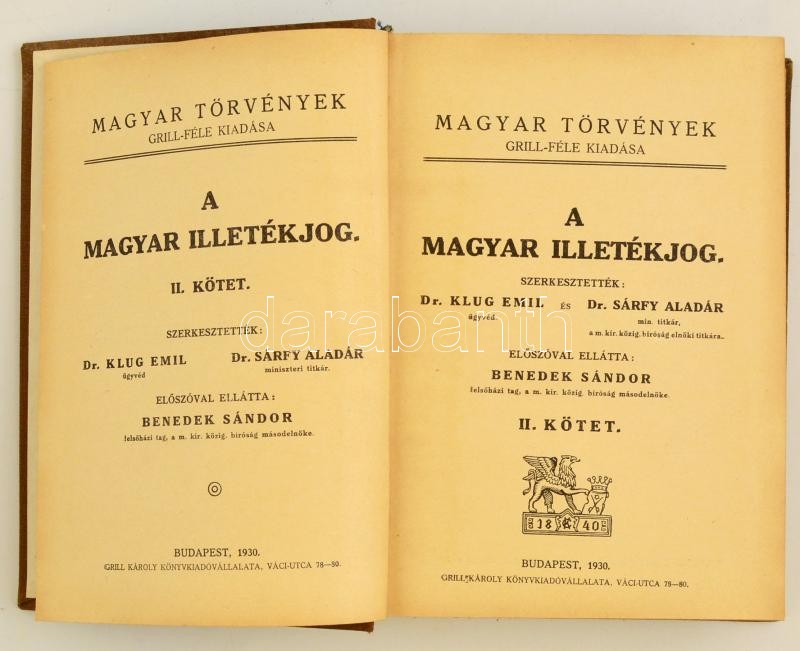 MAGYAR TÖRVÉNYEK
GRILL-FÉLE KIADÁSA
A
MAGYAR ILLETÉKJOG.
II. KÖTET.
SZERKESZTETTÉK:
Dr. KLUG EMIL Dr. SÁRFY ALADÁR
ügyvéd miniszteri titkár.
ELŐSZÓVAL ELLÁTTA:
BENEDEK SÁNDOR
felsőházi tag, a m. kir. közig. biróság másodelnöke.
BUDAPEST, 1930.
GRILL KÁROLY KÖNYVKIADÓVÁLLALATA, VÁCI-UTCA 78—80.
MAGYAR TÖRVÉNYEK
GRILL-FÉLE KIADÁSA
A
MAGYAR ILLETÉKJOG.
SZERKESZTETTÉK:
Dr. KLUG EMIL ÉS Dr. SÁRFY ALADÁR
ügyvéd. min. titkár,
a m. kir. közig. biróság elnöki titkára.
ELŐSZÓVAL ELLÁTTA:
BENEDEK SÁNDOR
felsőházi tag, a m. kir. közig. biróság másodelnöke.
II. KÖTET.
18 40
BUDAPEST, 1930.
GRILL KÁROLY KÖNYVKIADÓVÁLLALATA, VÁCI-UTCA 78—80.
darabanth